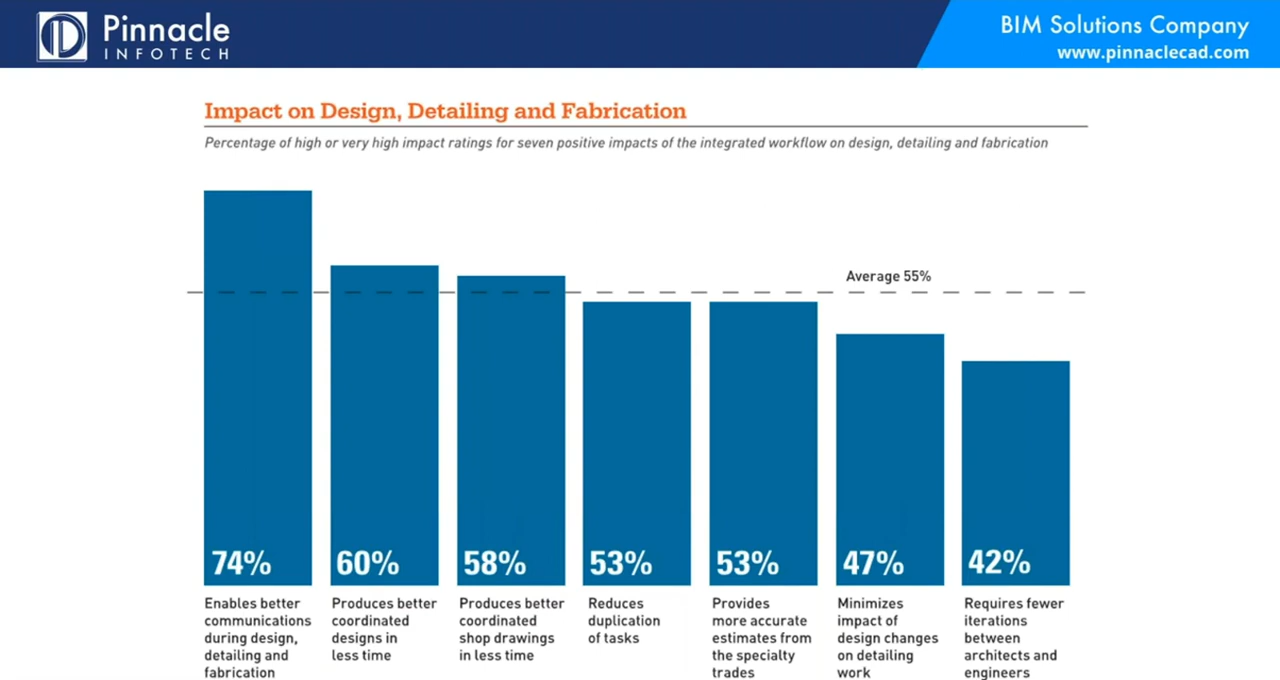 Pinnacle
INFOTECH
BIM Solutions Company
www.pinnaclecad.com
Impact on Design, Detailing and Fabrication
Percentage of high or very high impact ratings for seven positive impacts of the integrated workflow on design, detailing and fabrication
Average 55%
74%
60%
58%
53%
53%
47%
42%
Enables better
communications
during design,
detailing and
fabrication
Produces better
coordinated
designs in
less time
Produces better
coordinated
shop drawings
in less time
Reduces
duplication
of tasks
Provides
more accurate
estimates from
the specialty
trades
Minimizes
impact of
design changes
on detailing
work
Requires fewer
iterations
between
architects and
engineers